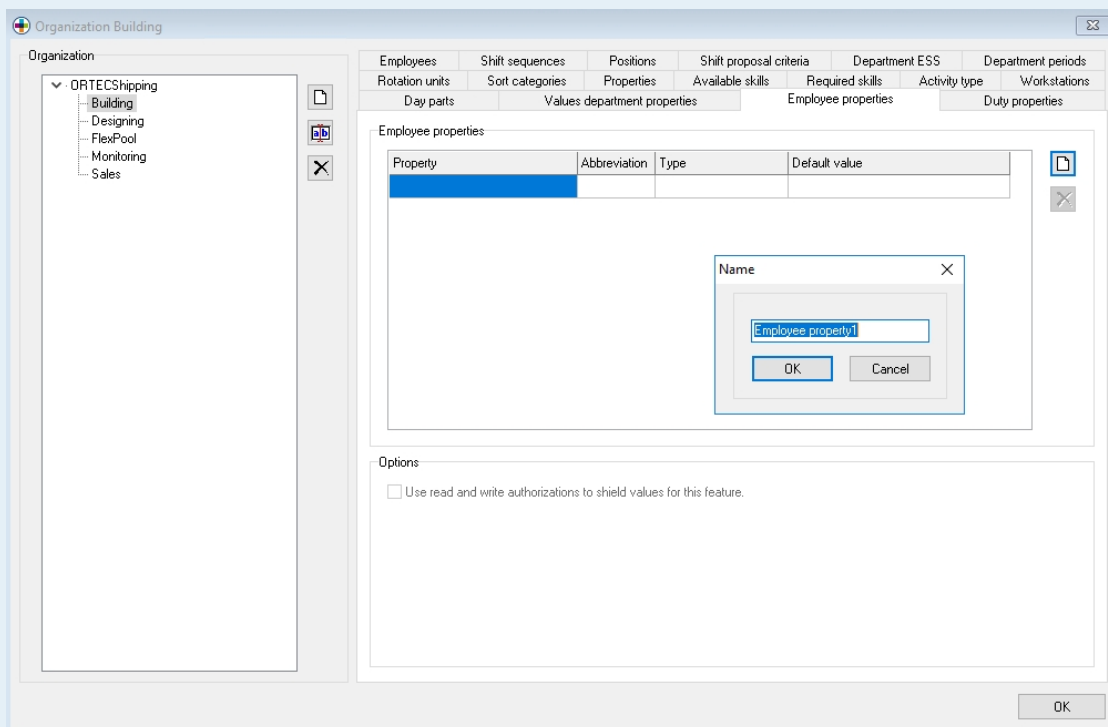 Organization Building
Organization
ORTECShipping
Building
Designing
FlexPool
Monitoring
Sales
ab
Employees Shift sequences Positions Shift proposal criteria Department ESS Department periods
Rotation units Sort categories Properties Available skills Required skills Activity type Workstations
Day parts Values department properties Employee properties Duty properties
Employee properties
Property Abbreviation Type Default value
Name
Employee property1
OK Cancel
Options
Use read and write authorizations to shield values for this feature.
OK